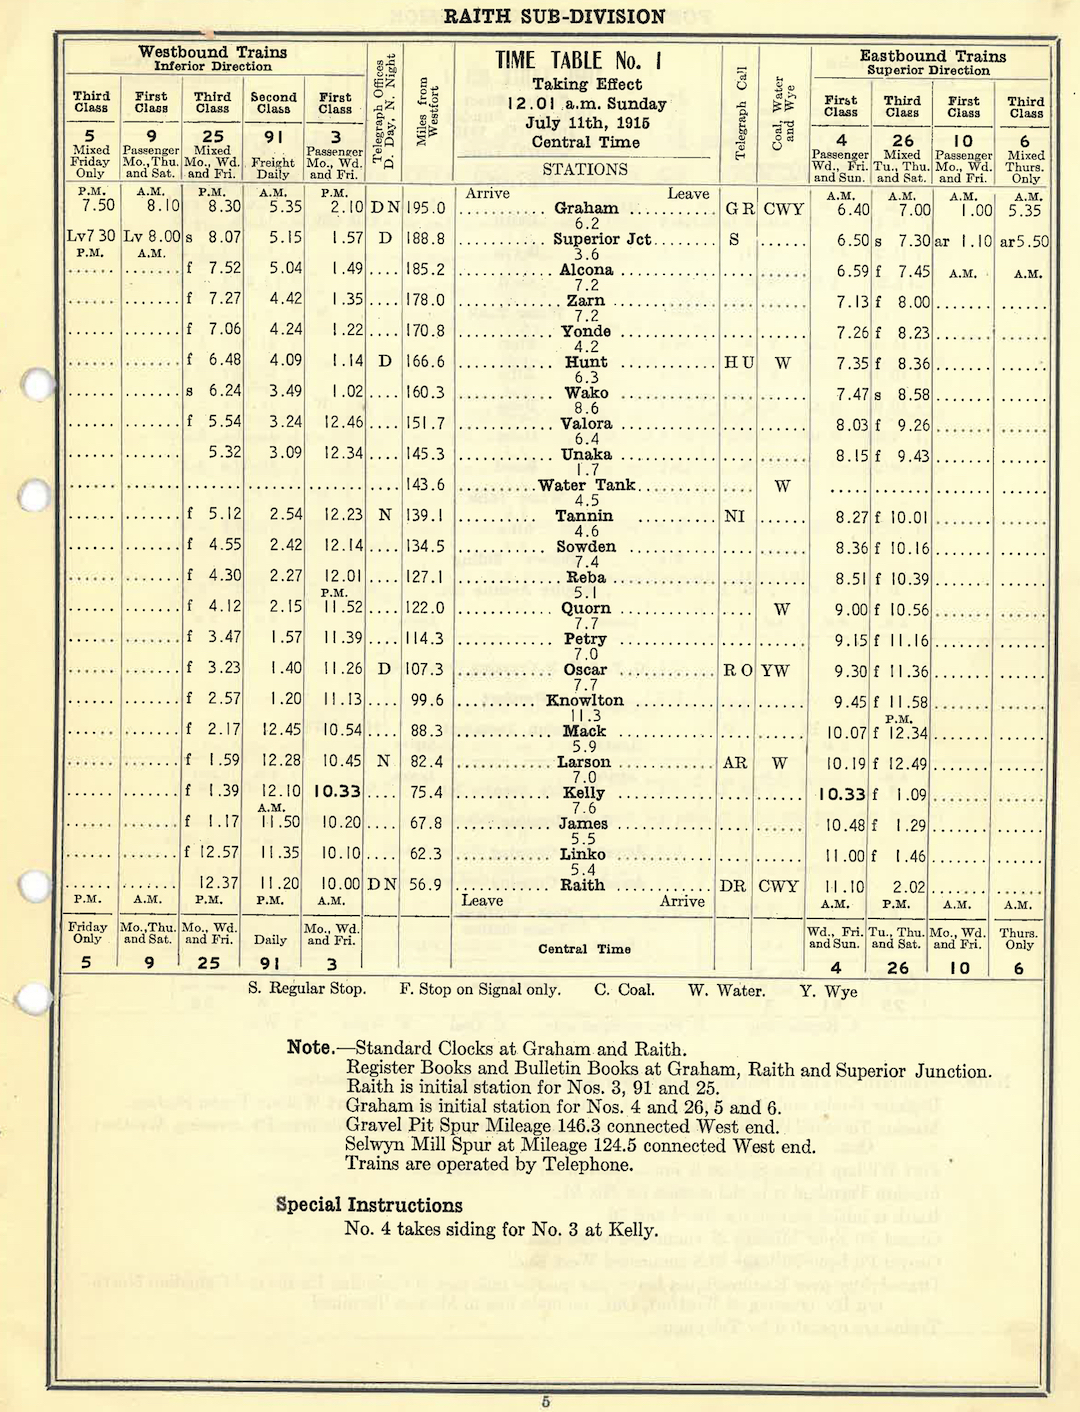 RAITH SUB-DIVISION
Westbound Trains
Inferior Direction
Telegraph Offices
D. Day, N. Night
Miles from
Westfort
TIME TABLE No. 1
Taking Effect
12.01 a.m. Sunday
July 11th, 1915
Central Time
STATIONS
Telegraph Call
Coal, Water
and Wye
Eastbound Trains
Superior Direction
Third Class First Class Third Class Second Class First Class First Class Third Class First Class Third Class
5 9 25 91 3 4 26 10 6
Mixed Friday Only Passenger Mo., Thu. and Sat. Mixed Mo., Wd. and Fri. Freight Daily Passenger Mo., Wd. and Fri. Passenger Wd., Fri. and Sun. Mixed Tu., Thu. and Sat. Passenger Mo., Wd. and Fri. Mixed Thurs. Only
P.M. A.M. P.M. A.M. P.M. Arrive Leave A.M. A.M. A.M. A.M.
7.50 8.10 8.30 5.35 2.10 DN 195.0 .......... Graham .......... GR CWY 6.40 7.00 1.00 5.35
6.2
Lv 7 30 Lv 8.00 s 8.07 5.15 1.57 D 188.8 .......... Superior Jct........ S ...... 6.50 s 7.30 ar 1.10 ar 5.50
P.M. A.M. 3.6
...... ....... f 7.52 5.04 1.49 .... 185.2 ........... Alcona ............ .... ...... 6.59 f 7.45 A.M. A.M.
7.2
...... ....... f 7.27 4.42 1.35 .... 178.0 ............ Zarn ............ .... ...... 7.13 f 8.00 ....... ......
7.2
...... ....... f 7.06 4.24 1.22 .... 170.8 ........... Yonde ............ .... ...... 7.26 f 8.23 ....... ......
4.2
...... ....... f 6.48 4.09 1.14 D 166.6 ........... Hunt ............ HU W 7.35 f 8.36 ....... ......
6.3
...... ....... s 6.24 3.49 1.02 .... 160.3 ........... Wako ............ .... ...... 7.47 s 8.58 ....... ......
8.6
...... ....... f 5.54 3.24 12.46 .... 151.7 ........... Valora ............ .... ...... 8.03 f 9.26 ....... ......
6.4
...... ....... 5.32 3.09 12.34 .... 145.3 ........... Unaka ............ .... ...... 8.15 f 9.43 ....... ......
1.7
...... ....... ....... ....... ....... .... 143.6 .........Water Tank......... .... W ..... ....... ....... ......
4.5
...... ....... f 5.12 2.54 12.23 N 139.1 .......... Tannin .......... NI ...... 8.27 f 10.01 ....... ......
4.6
...... ....... f 4.55 2.42 12.14 .... 134.5 .......... Sowden ............ .... ...... 8.36 f 10.16 ....... ......
7.4
...... ....... f 4.30 2.27 12.01 .... 127.1 ............ Reba ............ .... ...... 8.51 f 10.39 ....... ......
P.M. 5.1
...... ....... f 4.12 2.15 11.52 .... 122.0 ........... Quorn ............ .... W 9.00 f 10.56 ....... ......
7.7
...... ....... f 3.47 1.57 11.39 .... 114.3 ............ Petry ............ .... ...... 9.15 f 11.16 ....... ......
7.0
...... ....... f 3.23 1.40 11.26 D 107.3 ............ Oscar ............ RO YW 9.30 f 11.36 ....... ......
7.7
...... ....... f 2.57 1.20 11.13 .... 99.6 .......... Knowlton .......... .... ...... 9.45 f 11.58 ....... ......
11.3 P.M.
...... ....... f 2.17 12.45 10.54 .... 88.3 ............ Mack ............ .... ...... 10.07 f 12.34 ....... ......
5.9
...... ....... f 1.59 12.28 10.45 N 82.4 ........... Larson ............ AR W 10.19 f 12.49 ....... ......
7.0
...... ....... f 1.39 12.10 10.33 .... 75.4 ............ Kelly ............ .... ...... 10.33 f 1.09 ....... ......
A.M. 7.6
...... ....... f 1.17 11.50 10.20 .... 67.8 ........... James ............ .... ...... 10.48 f 1.29 ....... ......
5.5
...... ....... f 12.57 11.35 10.10 .... 62.3 ........... Linko ............ .... ...... 11.00 f 1.46 ....... ......
5.4
...... ....... 12.37 11.20 10.00 DN 56.9 ........... Raith ............ DR CWY 11.10 2.02 ....... ......
P.M. A.M. P.M. P.M. A.M. Leave Arrive A.M. P.M. A.M. A.M.
Friday Only Mo., Thu. and Sat. Mo., Wd. and Fri. Daily Mo., Wd. and Fri. Central Time Wd., Fri. and Sun. Tu., Thu. and Sat. Mo., Wd. and Fri. Thurs. Only
5 9 25 91 3 4 26 10 6
S. Regular Stop. F. Stop on Signal only. C. Coal. W. Water. Y. Wye
Note.—Standard Clocks at Graham and Raith.
Register Books and Bulletin Books at Graham, Raith and Superior Junction.
Raith is initial station for Nos. 3, 91 and 25.
Graham is initial station for Nos. 4 and 26, 5 and 6.
Gravel Pit Spur Mileage 146.3 connected West end.
Selwyn Mill Spur at Mileage 124.5 connected West end.
Trains are operated by Telephone.
Special Instructions
No. 4 takes siding for No. 3 at Kelly.
5